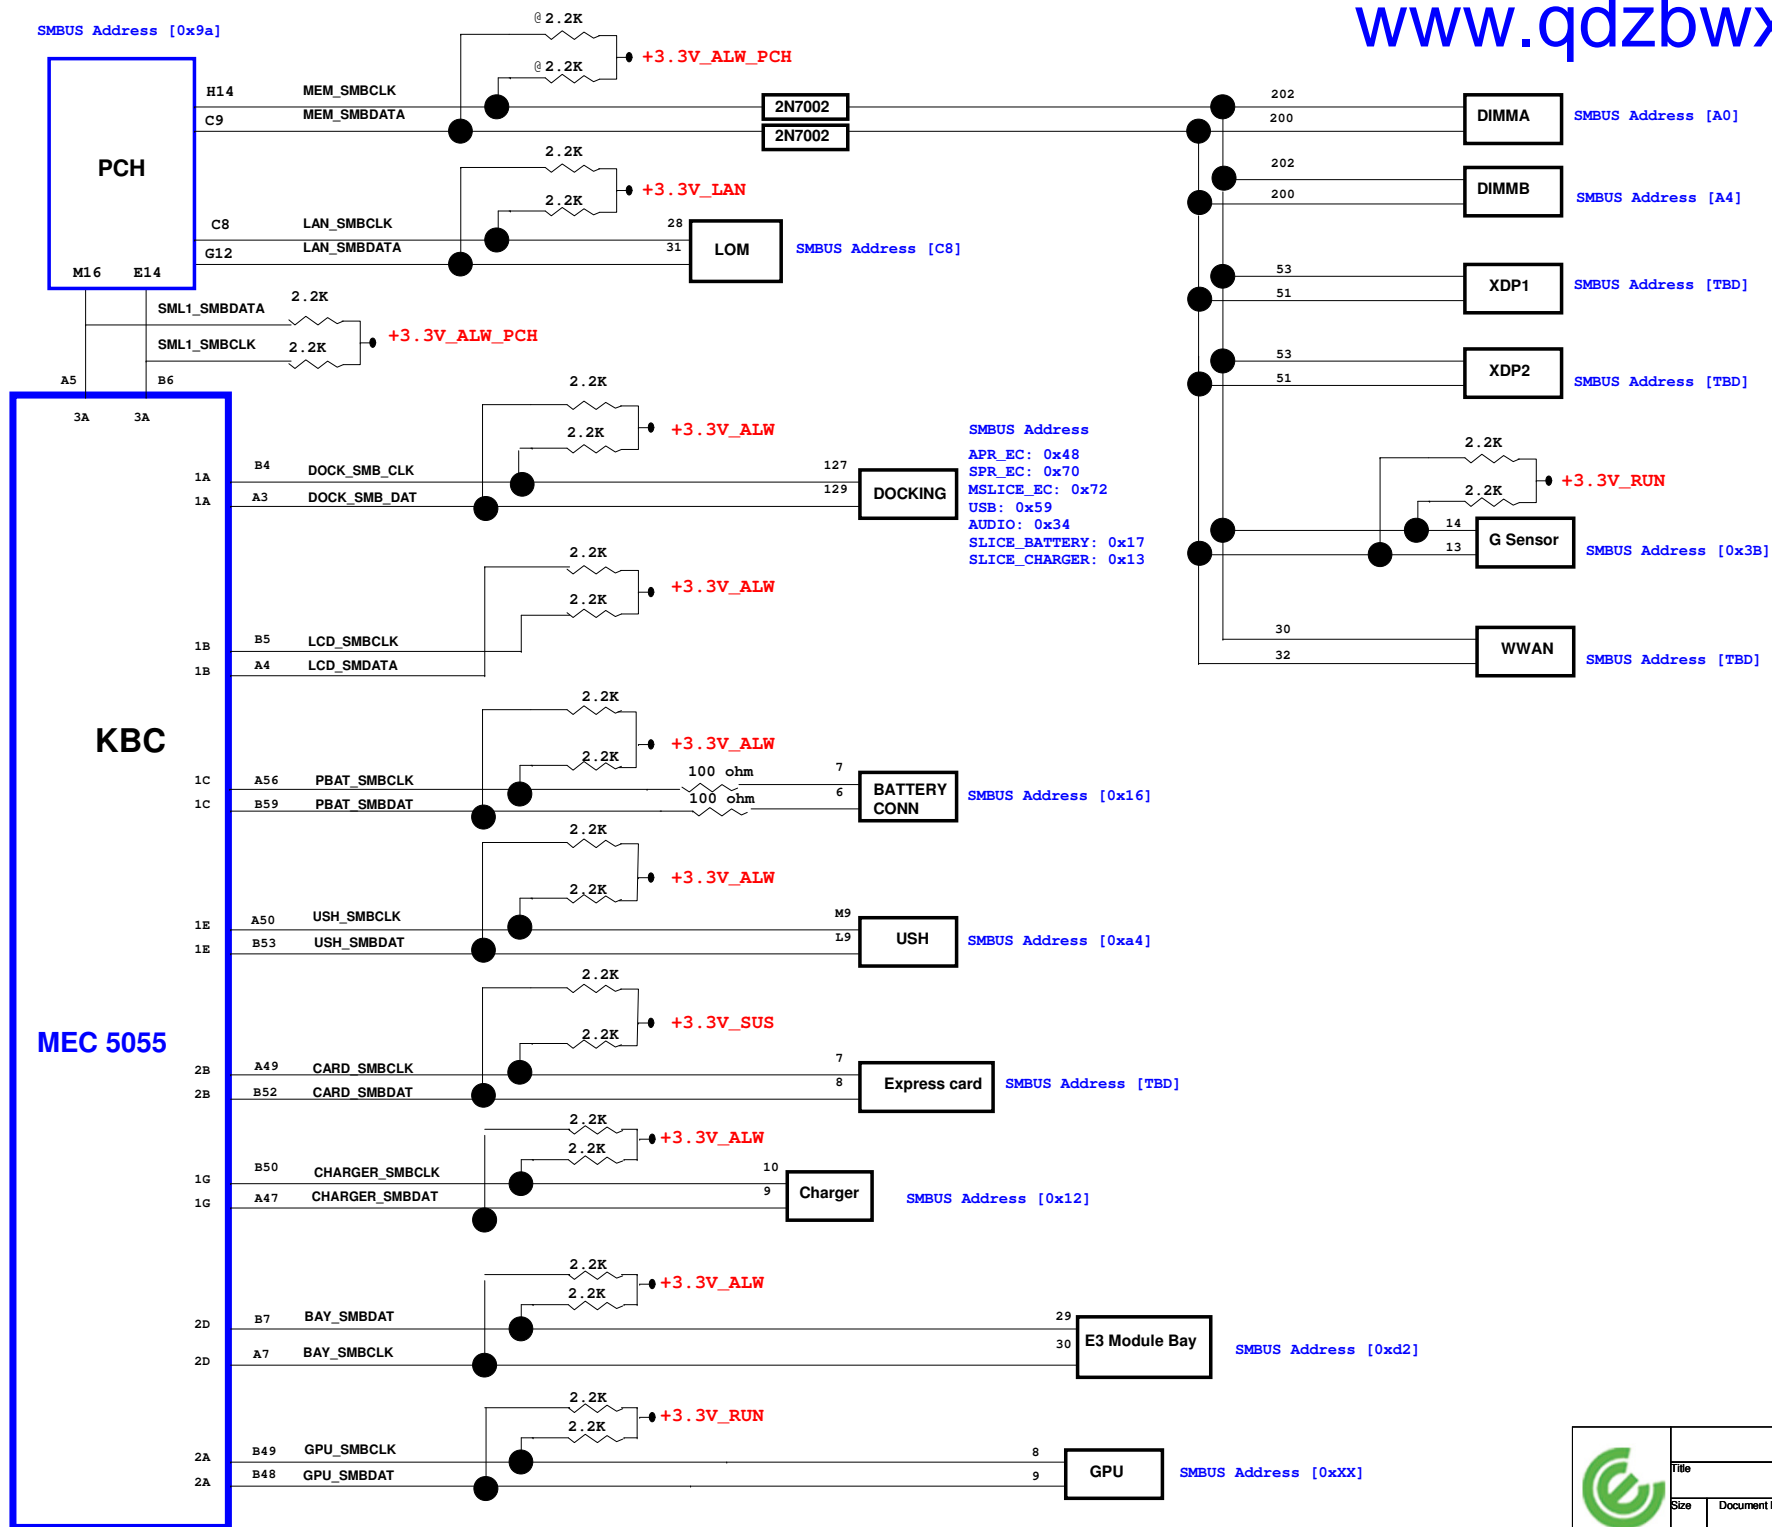 www.qdzbwx
SMBUS Address [0x9a]
@ 2.2K
+3.3V_ALW_PCH
@ 2.2K
H14 MEM_SMBCLK
C9 MEM_SMBDATA
2N7002
2N7002
202
200
DIMMA
SMBUS Address [A0]
PCH
2.2K
+3.3V_LAN
2.2K
202
200
DIMMB
SMBUS Address [A4]
C8 LAN_SMBCLK
G12 LAN_SMBDATA
28
31
LOM
SMBUS Address [C8]
M16 E14
53
51
XDP1
SMBUS Address [TBD]
SML1_SMBDATA
2.2K
SML1_SMBCLK
2.2K
+3.3V_ALW_PCH
53
51
XDP2
SMBUS Address [TBD]
A5 B6
3A 3A
2.2K
2.2K
+3.3V_ALW
1A B4 DOCK_SMB_CLK
1A A3 DOCK_SMB_DAT
127
129
DOCKING
SMBUS Address
APR_EC: 0x48
SPR_EC: 0x70
MSLICE_EC: 0x72
USB: 0x59
AUDIO: 0x34
SLICE_BATTERY: 0x17
SLICE_CHARGER: 0x13
2.2K
2.2K
+3.3V_RUN
14
13
G Sensor
SMBUS Address [0x3B]
2.2K
2.2K
+3.3V_ALW
1B B5 LCD_SMBCLK
1B A4 LCD_SMDATA
30
32
WWAN
SMBUS Address [TBD]
KBC
2.2K
2.2K
+3.3V_ALW
1C A56 PBAT_SMBCLK
1C B59 PBAT_SMBDAT
100 ohm
100 ohm
7
6
BATTERY
CONN
SMBUS Address [0x16]
2.2K
2.2K
+3.3V_ALW
1E A50 USH_SMBCLK
1E B53 USH_SMBDAT
M9
L9
USH
SMBUS Address [0xa4]
MEC 5055
2.2K
2.2K
+3.3V_SUS
2B A49 CARD_SMBCLK
2B B52 CARD_SMBDAT
7
8
Express card
SMBUS Address [TBD]
2.2K
2.2K
+3.3V_ALW
1G B50 CHARGER_SMBCLK
1G A47 CHARGER_SMBDAT
10
9
Charger
SMBUS Address [0x12]
2.2K
2.2K
+3.3V_ALW
2D B7 BAY_SMBDAT
2D A7 BAY_SMBCLK
29
30
E3 Module Bay
SMBUS Address [0xd2]
2.2K
2.2K
+3.3V_RUN
2A B49 GPU_SMBCLK
2A B48 GPU_SMBDAT
8
9
GPU
SMBUS Address [0xXX]
Title
Size Document